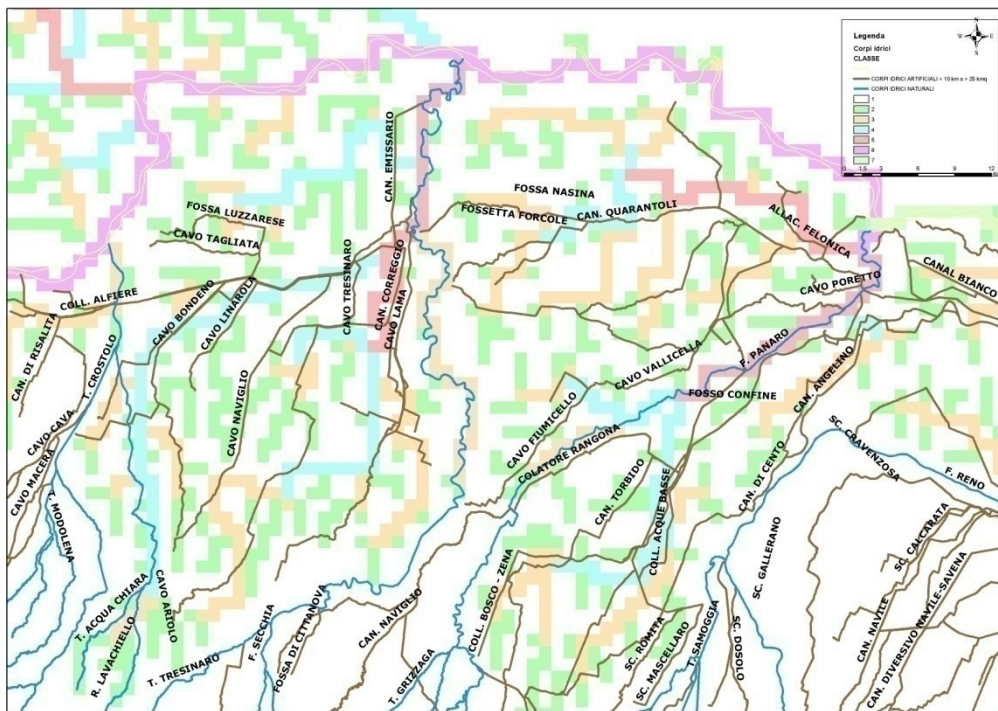 N
W
E
S
Legenda
Corpi Idrici
CLASSE
CORPI IDRICI ARTIFICIALI > 10 km a > 25 kmq
CORPI IDRICI NATURALI
1
2
3
4
5
6
7
0 1.5 3 6 9 12
CAN. EMISSARIO
FOSSA NASINA
FOSSA LUZZARESE
FOSSETTA FORCOLE
CAN. QUARANTOLI
ALLAC. FELONICA
CAVO TAGLIATA
CAVO TRESINARO
CAN. CORREGGIO
CAVO LAMA
CANAL BIANCO
CAVO PORETTO
COLL. ALFIERE
CAVO BONDENO
CAVO LINAROLA
CAN. DI RISALITA
T. CROSTOLO
F. PANARO
CAVO VALLICELLA
FOSSO CONFINE
CAN. ANGELINO
CAVO NAVIGLIO
CAVO CAVA
CAVO MACERA
CAVO FIUMICELLO
COLATORE RANGONA
SC. CRAVENZOSA
F. RENO
T. MODOLENA
CAN. TORBIDO
CAN. DI CENTO
COLL. ACQUE BASSE
SC. CALCARATA
SC. GALLERANO
T. ACQUA CHIARA
CAVO ARIOLO
R. LAVACHIELLO
T. TRESINARO
F. SECCHIA
FOSSA DI CITTANOVA
CAN. NAVIGLIO
T. GRIZZAGA
COLL. BOSCO - ZENA
SC. ROMITA
SC. MASCELLARO
T. SAMOGGIA
SC. DOSOLO
CAN. NAVILE
CAN. DIVERSIVO NAVILE-SAVENA